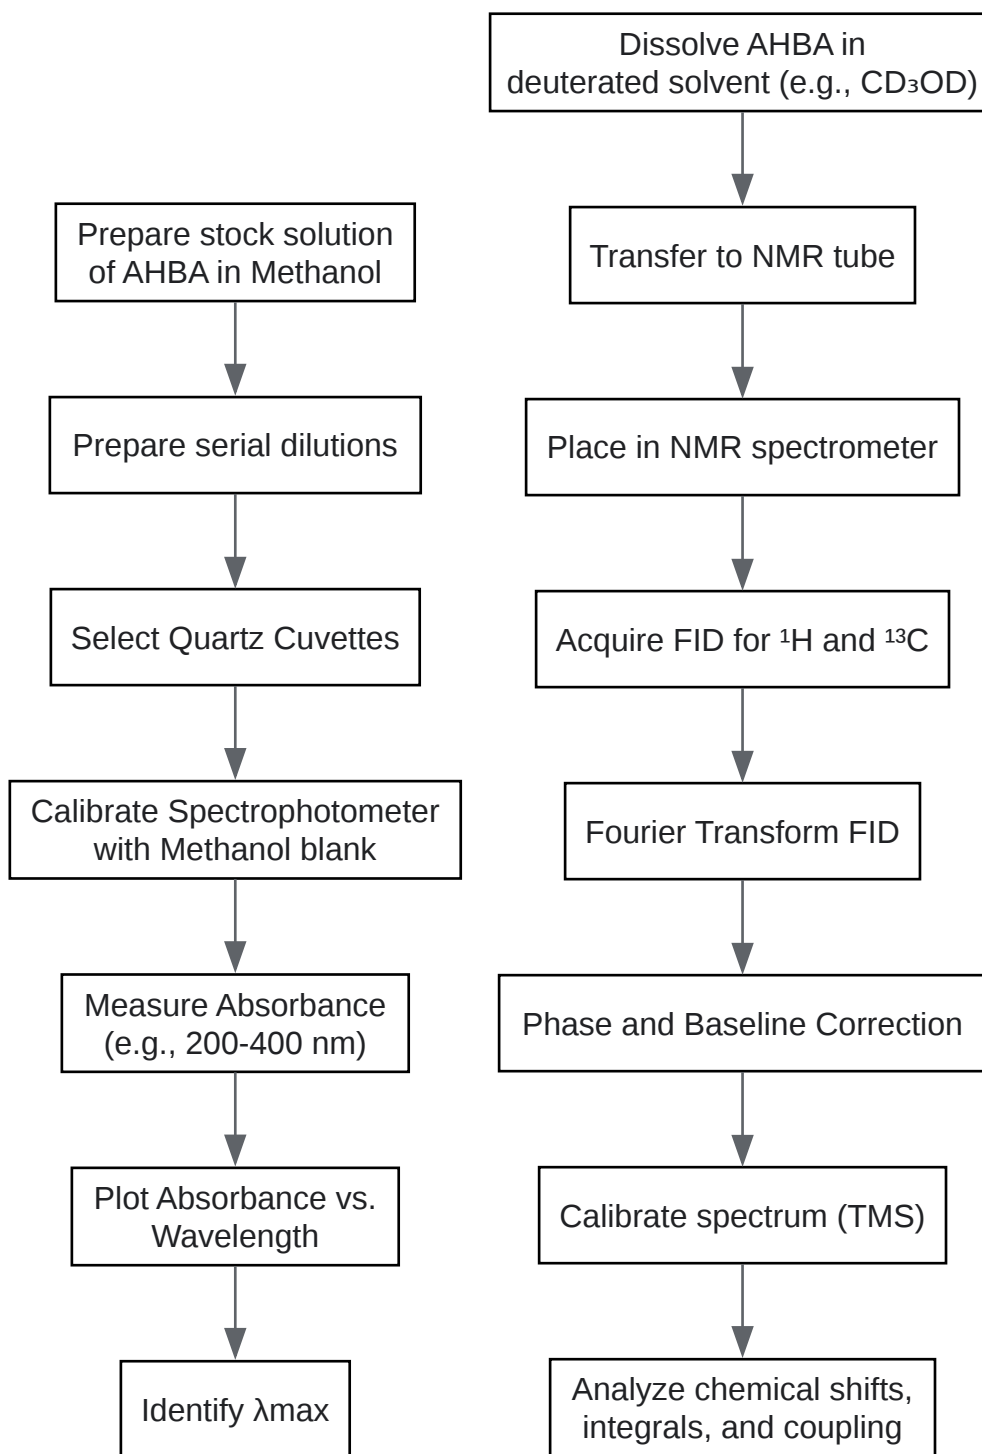 Prepare stock solution
of AHBA in Methanol
Prepare serial dilutions
Select Quartz Cuvettes
Calibrate Spectrophotometer
with Methanol blank
Measure Absorbance
(e.g., 200-400 nm)
Plot Absorbance vs.
Wavelength
Identify λmax
Dissolve AHBA in
deuterated solvent (e.g., CD₃OD)
Transfer to NMR tube
Place in NMR spectrometer
Acquire FID for ¹H and ¹³C
Fourier Transform FID
Phase and Baseline Correction
Calibrate spectrum (TMS)
Analyze chemical shifts,
integrals, and coupling